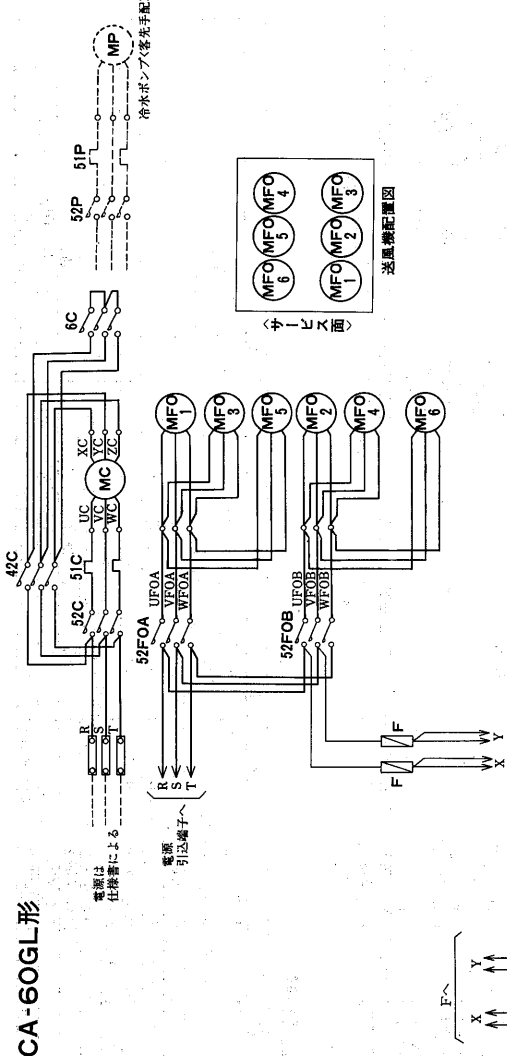 CA-60GL形
電源は
仕様書による
R
S
T
52C
51C
42C
UC
VC
WC
MC
XC
YC
ZC
6C
52P
51P
MP
冷水ポンプ(客先手配
電源
引込端子へ
R
S
T
52FOA
UFOA
VFOA
WFOA
MFO
1
MFO
3
MFO
5
52FOB
UFOB
VFOB
WFOB
MFO
2
MFO
4
MFO
6
F
F
X
Y
〈サービス面〉
MFO
6
MFO
5
MFO
4
MFO
1
MFO
2
MFO
3
送風機配置図
Fへ
X
Y